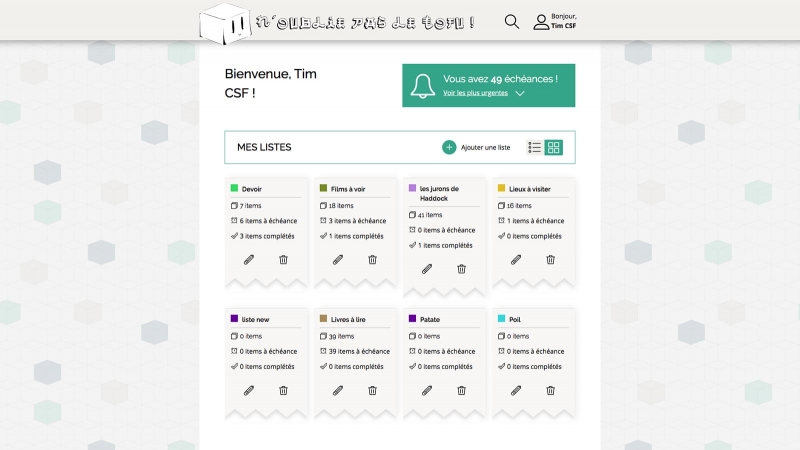 N'OUBLIE PAS LE TOFU !
Bonjour,
Tim CSF
Bienvenue, Tim
CSF !
Vous avez 49 échéances !
Voir les plus urgentes
MES LISTES
Ajouter une liste
Devoir
7 items
6 items à échéance
3 items complétés
Films à voir
18 items
3 items à échéance
1 items complétés
les jurons de
Haddock
41 items
0 items à échéance
1 items complétés
Lieux à visiter
16 items
1 items à échéance
0 items complétés
liste new
0 items
0 items à échéance
0 items complétés
Livres à lire
39 items
39 items à échéance
0 items complétés
Patate
0 items
0 items à échéance
0 items complétés
Poil
0 items
0 items à échéance
0 items complétés